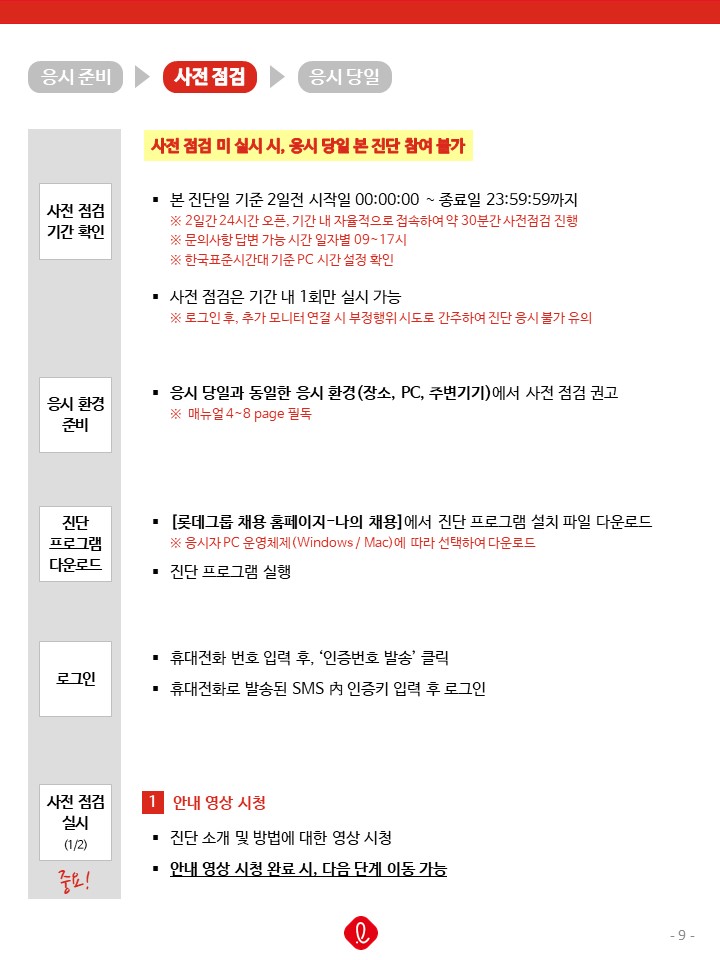 응시 준비
사전 점검
응시 당일
사전 점검 미 실시 시, 응시 당일 본 진단 참여 불가
사전 점검
기간 확인
▪ 본 진단일 기준 2일전 시작일 00:00:00 ~ 종료일 23:59:59까지
※ 2일간 24시간 오픈, 기간 내 자율적으로 접속하여 약 30분간 사전점검 진행
※ 문의사항 답변 가능 시간 일자별 09~17시
※ 한국표준시간대 기준 PC 시간 설정 확인
▪ 사전 점검은 기간 내 1회만 실시 가능
※ 로그인 후, 추가 모니터 연결 시 부정행위 시도로 간주하여 진단 응시 불가 유의
응시 환경
준비
▪ 응시 당일과 동일한 응시 환경(장소, PC, 주변기기)에서 사전 점검 권고
※ 매뉴얼 4~8 page 필독
진단
프로그램
다운로드
▪ [롯데그룹 채용 홈페이지-나의 채용]에서 진단 프로그램 설치 파일 다운로드
※ 응시자 PC 운영체제(Windows / Mac)에 따라 선택하여 다운로드
▪ 진단 프로그램 실행
로그인
▪ 휴대전화 번호 입력 후, ‘인증번호 발송’ 클릭
▪ 휴대전화로 발송된 SMS 內 인증키 입력 후 로그인
사전 점검
실시
(1/2)
중요!
1 안내 영상 시청
▪ 진단 소개 및 방법에 대한 영상 시청
▪ 안내 영상 시청 완료 시, 다음 단계 이동 가능
- 9 -